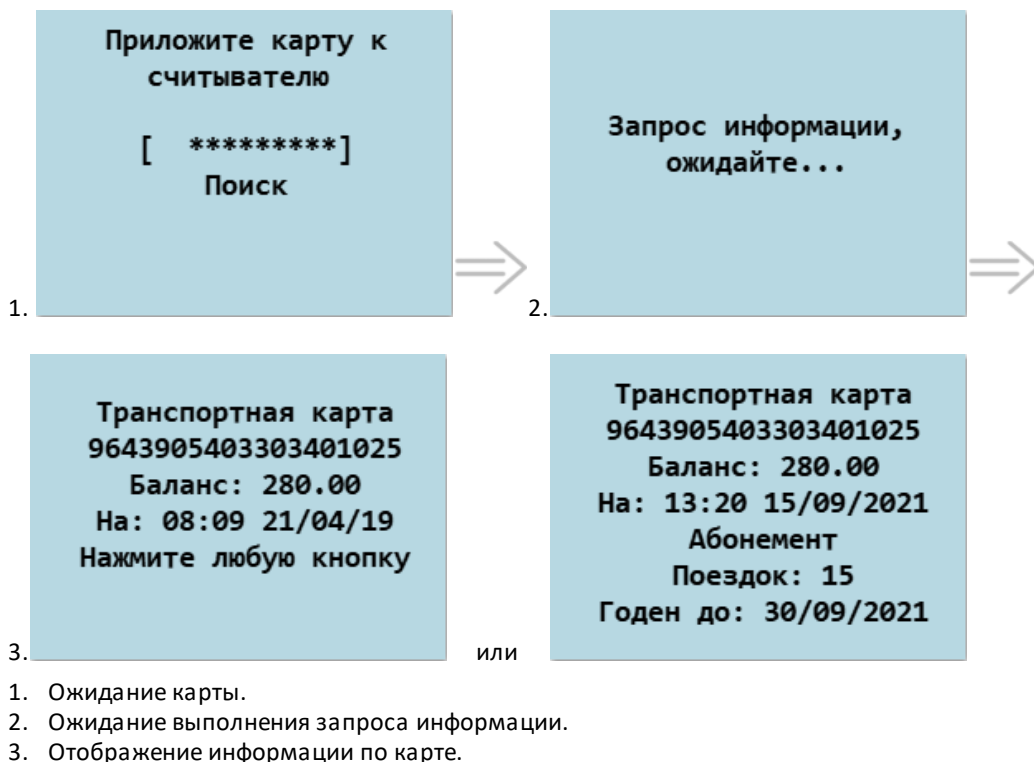 Приложите карту к
считывателю
[  *********]
Поиск
1.
Запрос информации,
ожидайте...
2.
Транспортная карта
9643905403303401025
Баланс: 280.00
На: 08:09 21/04/19
Нажмите любую кнопку
3.
или
Транспортная карта
9643905403303401025
Баланс: 280.00
На: 13:20 15/09/2021
Абонемент
Поездок: 15
Годен до: 30/09/2021
1. Ожидание карты.
2. Ожидание выполнения запроса информации.
3. Отображение информации по карте.